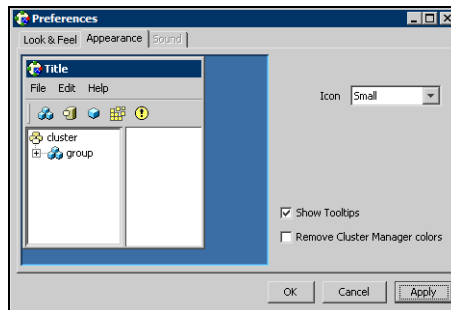 Preferences
Look & Feel Appearance Sound
Title
File Edit Help
Icon Small
cluster
group
Show Tooltips
Remove Cluster Manager colors
OK Cancel Apply